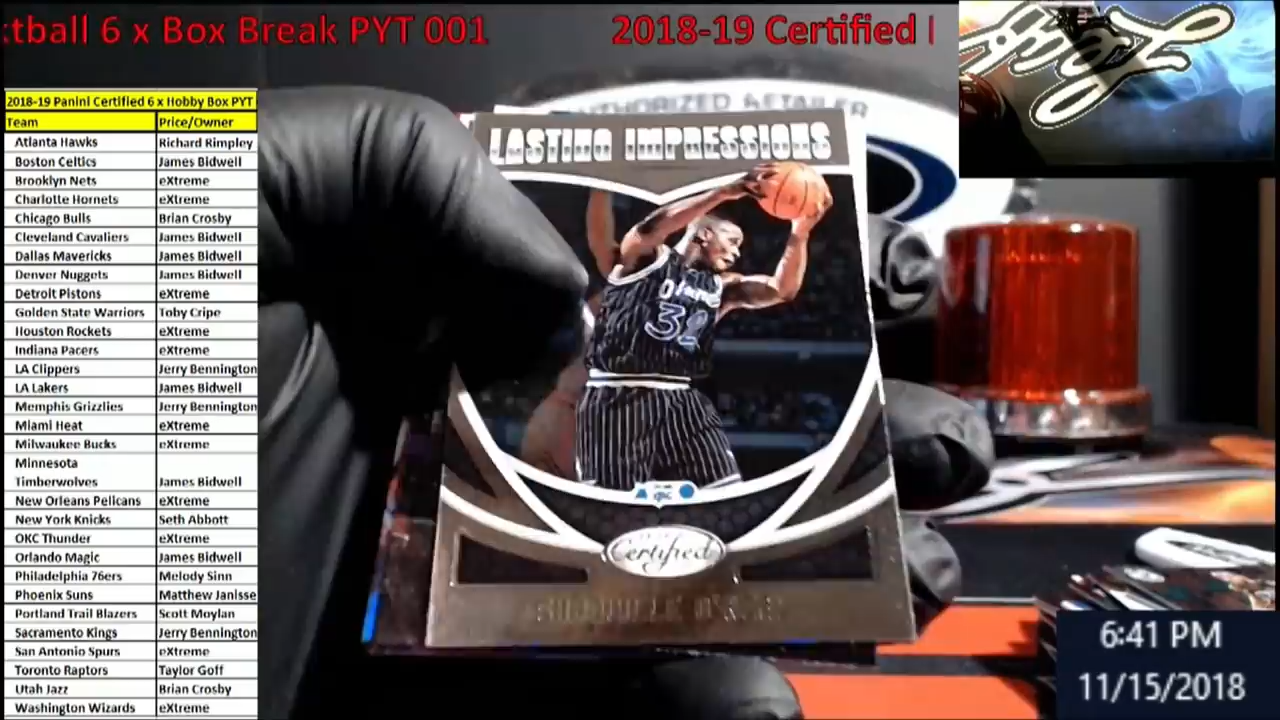 tball 6 x Box Break PYT 001
2018-19 Certified
2018-19 Panini Certified 6 x Hobby Box PYT
Team Price/Owner
Atlanta Hawks Richard Rimpley
Boston Celtics James Bidwell
Brooklyn Nets eXtreme
Charlotte Hornets eXtreme
Chicago Bulls Brian Crosby
Cleveland Cavaliers James Bidwell
Dallas Mavericks James Bidwell
Denver Nuggets James Bidwell
Detroit Pistons eXtreme
Golden State Warriors Toby Cripe
Houston Rockets eXtreme
Indiana Pacers eXtreme
LA Clippers Jerry Bennington
LA Lakers James Bidwell
Memphis Grizzlies Jerry Bennington
Miami Heat eXtreme
Milwaukee Bucks eXtreme
Minnesota
Timberwolves James Bidwell
New Orleans Pelicans eXtreme
New York Knicks Seth Abbott
OKC Thunder eXtreme
Orlando Magic James Bidwell
Philadelphia 76ers Melody Sinn
Phoenix Suns Matthew Janisse
Portland Trail Blazers Scott Moylan
Sacramento Kings Jerry Bennington
San Antonio Spurs eXtreme
Toronto Raptors Taylor Goff
Utah Jazz Brian Crosby
Washington Wizards eXtreme
AUTHORIZED RETAILER
LASTING IMPRESSIONS
Orlando
32
Certified
6:41 PM
11/15/2018